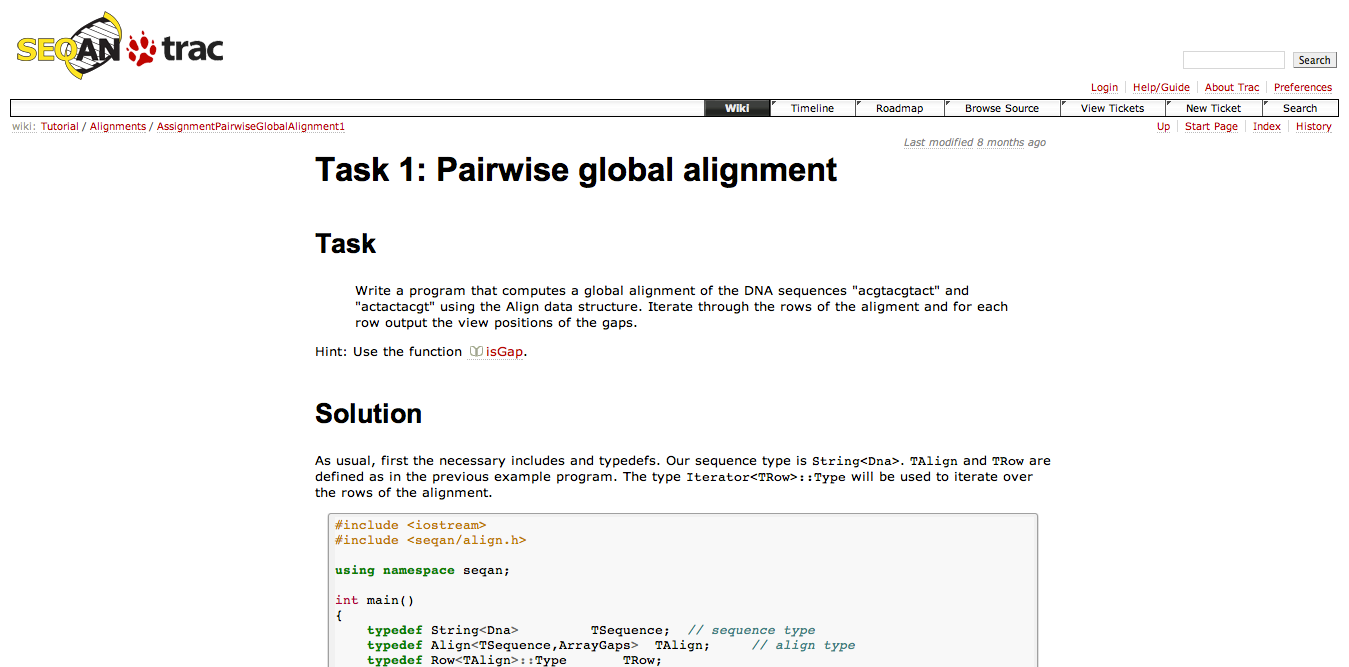 SEQAN trac
Search
Login Help/Guide About Trac Preferences
Wiki Timeline Roadmap Browse Source View Tickets New Ticket Search
wiki: Tutorial / Alignments / AssignmentPairwiseGlobalAlignment1
Up Start Page Index History
Last modified 8 months ago
Task 1: Pairwise global alignment
Task
Write a program that computes a global alignment of the DNA sequences "acgtacgtact" and
"actactacgt" using the Align data structure. Iterate through the rows of the aligment and for each
row output the view positions of the gaps.
Hint: Use the function isGap.
Solution
As usual, first the necessary includes and typedefs. Our sequence type is String<Dna>. TAlign and TRow are
defined as in the previous example program. The type Iterator<TRow>::Type will be used to iterate over
the rows of the alignment.
#include <iostream>
#include <seqan/align.h>
using namespace seqan;
int main()
{
typedef String<Dna> TSequence; // sequence type
typedef Align<TSequence,ArrayGaps> TAlign; // align type
typedef Row<TAlign>::Type TRow;